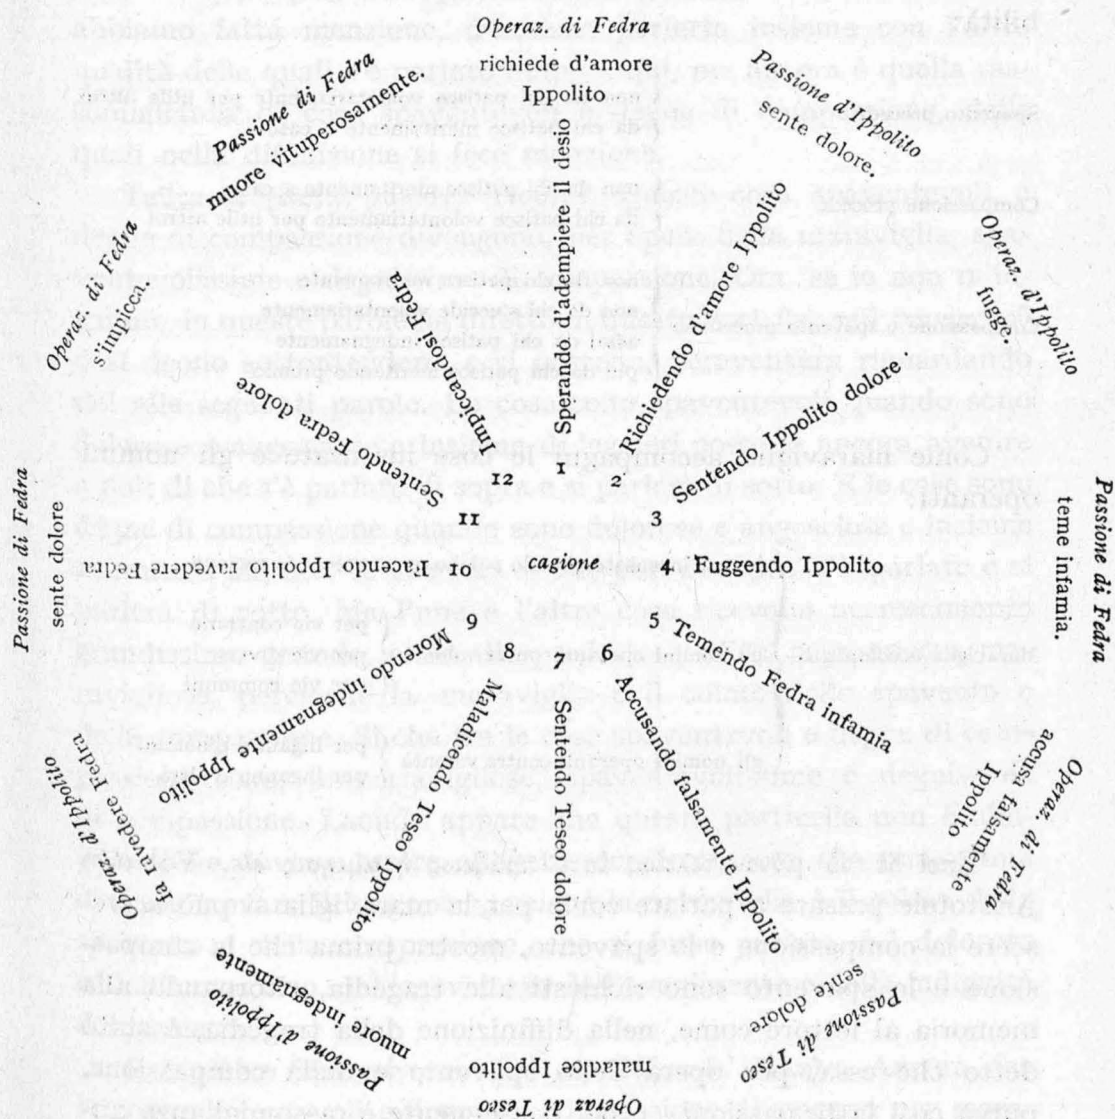 Operaz. di Fedra
richiede d'amore
Ippolito
1 Sperando d'adempiere il desio
Passione d'Ippolito
sente dolore.
2 Richiedendo d'amore Ippolito
Operaz. d'Ippolito
fugge.
3 Sentendo Ippolito dolore
Passione di Fedra
teme infamia.
4 Fuggendo Ippolito
Operaz. di Fedra
accusa falsamente
Ippolito
5 Temendo Fedra infamia
Passione di Teseo
sente dolore
6 Accusando falsamente Ippolito
Operaz di Teseo
maladice Ippolito
7 Sentendo Teseo dolore
Passione d'Ippolito
muore indegnamente
8 Maladicendo Teseo Ippolito
Operaz. d'Ippolito
fa ravedere Fedra
9 Morendo indegnamente
Ippolito
Passione di Fedra
sente dolore
10 Facendo Ippolito ravedere Fedra
Operaz. di Fedra
s'impicca.
11 Sentendo Fedra dolore
Passione di Fedra
muore vituperosamente.
12 Impiccandosi Fedra
cagione